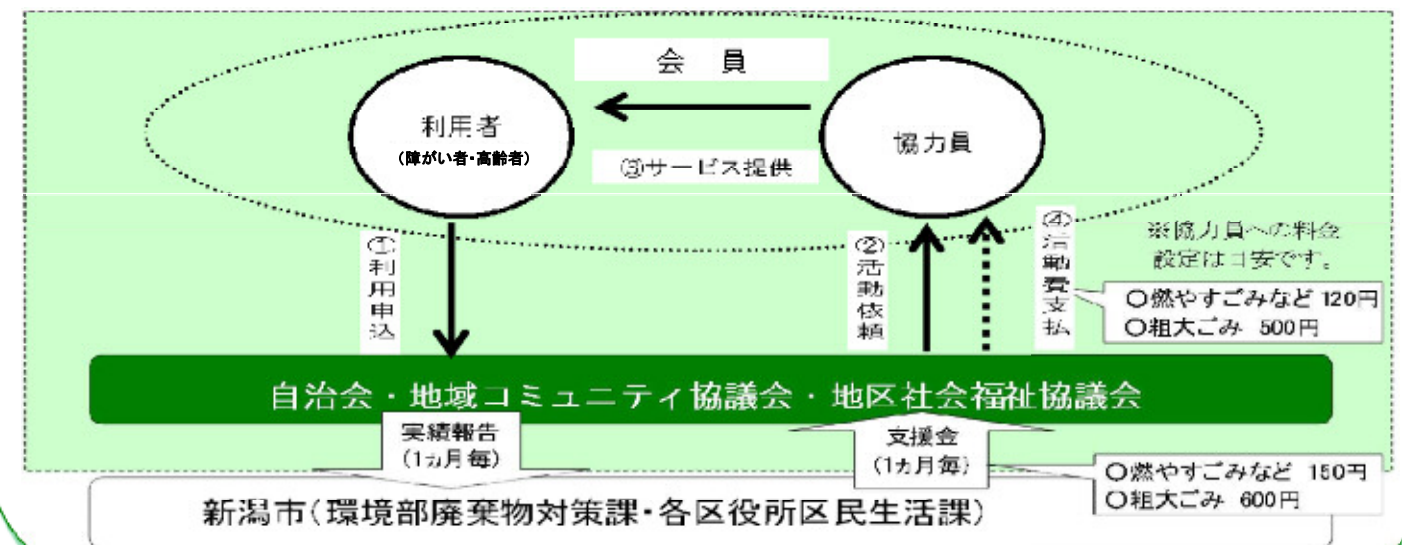 会 員
利用者
(障がい者・高齢者)
協力員
③サービス提供
①利用申込
②活動依頼
④活動費支払
※協力員への料金
設定は目安です。
○燃やすごみなど 120円
○粗大ごみ 500円
自治会・地域コミュニティ協議会・地区社会福祉協議会
実績報告
(1ヵ月毎)
支援金
(1ヵ月毎)
○燃やすごみなど 150円
○粗大ごみ 600円
新潟市(環境部廃棄物対策課・各区役所区民生活課)